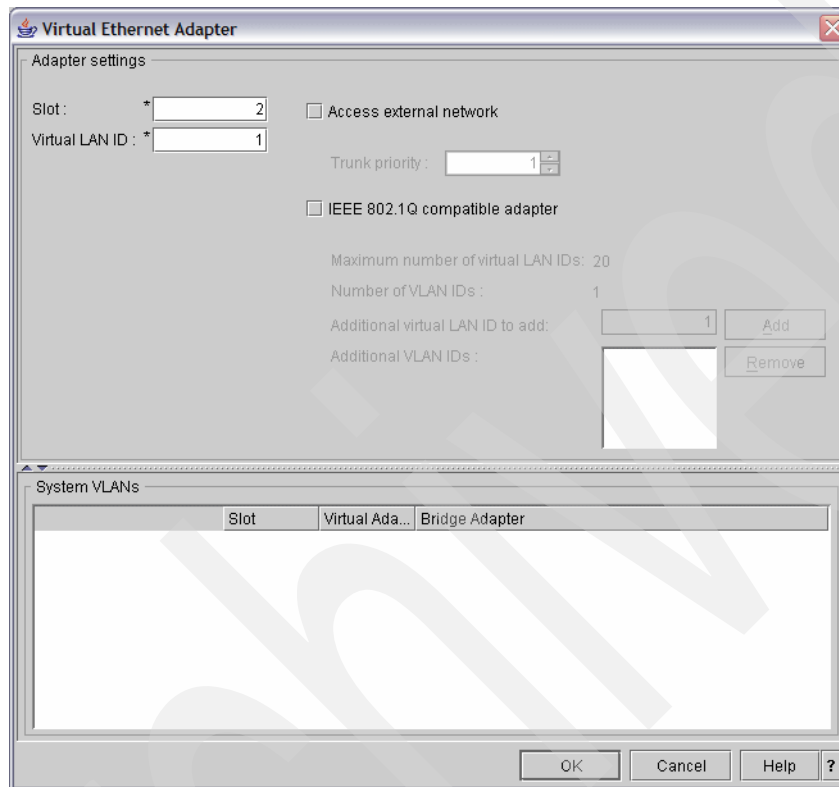 Virtual Ethernet Adapter
Adapter settings
Slot : * 2
Virtual LAN ID : * 1
Access external network
Trunk priority : 1
IEEE 802.1Q compatible adapter
Maximum number of virtual LAN IDs: 20
Number of VLAN IDs : 1
Additional virtual LAN ID to add: 1 Add
Additional VLAN IDs : Remove
System VLANs
Slot Virtual Ada... Bridge Adapter
OK Cancel Help ?